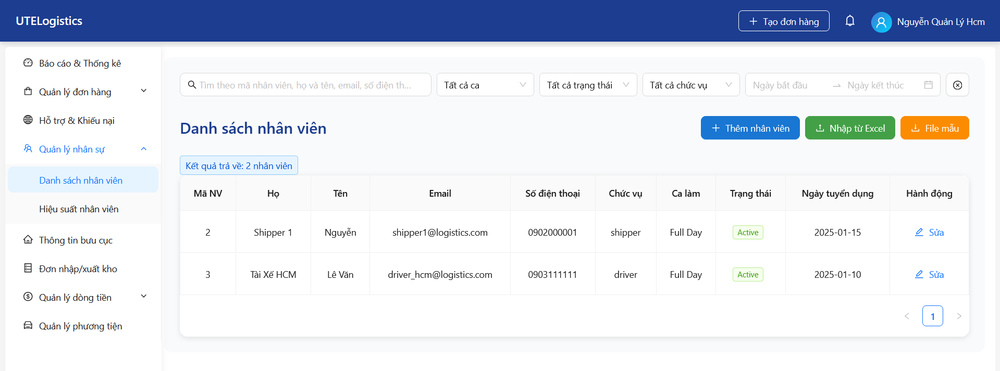 UTELogistics
Tạo đơn hàng
Nguyễn Quản Lý Hcm
Báo cáo & Thống kê
Quản lý đơn hàng
Hỗ trợ & Khiếu nại
Quản lý nhân sự
Danh sách nhân viên
Hiệu suất nhân viên
Thông tin bưu cục
Đơn nhập/xuất kho
Quản lý dòng tiền
Quản lý phương tiện
Tìm theo mã nhân viên, họ và tên, email, số điện th...
Tất cả ca
Tất cả trạng thái
Tất cả chức vụ
Ngày bắt đầu
Ngày kết thúc
Danh sách nhân viên
Thêm nhân viên
Nhập từ Excel
File mẫu
Kết quả trả về: 2 nhân viên
Mã NV Họ Tên Email Số điện thoại Chức vụ Ca làm Trạng thái Ngày tuyển dụng Hành động
2 Shipper 1 Nguyễn shipper1@logistics.com 0902000001 shipper Full Day Active 2025-01-15 Sửa
3 Tài Xế HCM Lê Văn driver_hcm@logistics.com 0903111111 driver Full Day Active 2025-01-10 Sửa
1